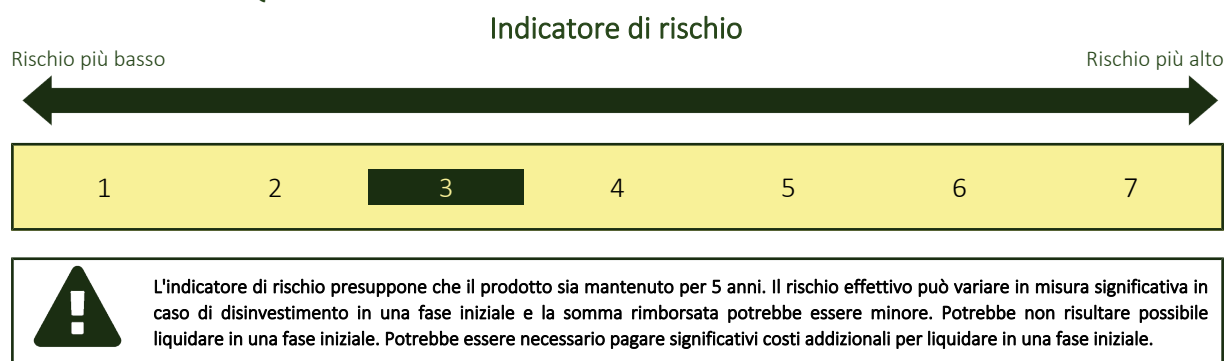 Indicatore di rischio
Rischio più basso
Rischio più alto
1 2 3 4 5 6 7
L'indicatore di rischio presuppone che il prodotto sia mantenuto per 5 anni. Il rischio effettivo può variare in misura significativa in
caso di disinvestimento in una fase iniziale e la somma rimborsata potrebbe essere minore. Potrebbe non risultare possibile
liquidare in una fase iniziale. Potrebbe essere necessario pagare significativi costi addizionali per liquidare in una fase iniziale.